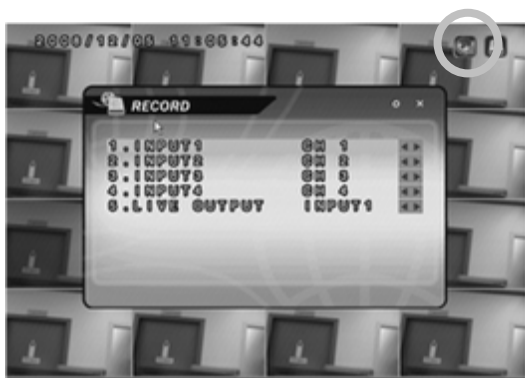 2008/12/05 11:05:44
RECORD
1.INPUT1 CH 1
2.INPUT2 CH 2
3.INPUT3 CH 3
4.INPUT4 CH 4
5.LIVE OUTPUT INPUT1